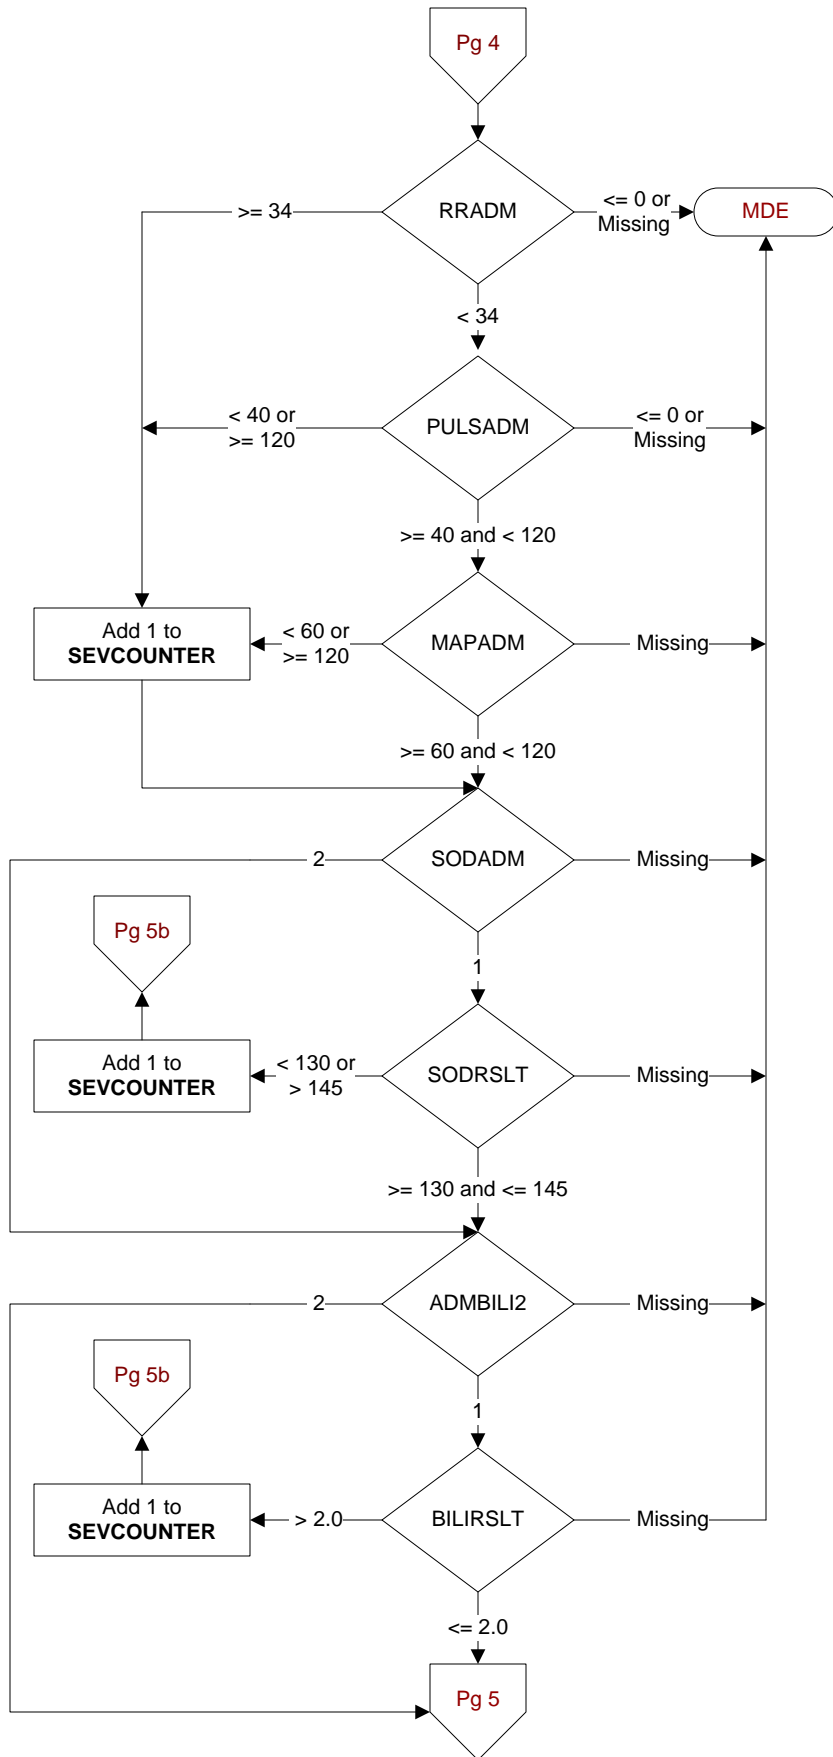 Pg 4
>= 34
RRADM
<= 0 or
Missing
MDE
< 34
< 40 or
>= 120
PULSADM
<= 0 or
Missing
>= 40 and < 120
Add 1 to
SEVCOUNTER
< 60 or
>= 120
MAPADM
Missing
>= 60 and < 120
2
SODADM
Missing
Pg 5b
1
Add 1 to
SEVCOUNTER
< 130 or
> 145
SODRSLT
Missing
>= 130 and <= 145
2
ADMBILI2
Missing
Pg 5b
1
Add 1 to
SEVCOUNTER
> 2.0
BILIRSLT
Missing
<= 2.0
Pg 5